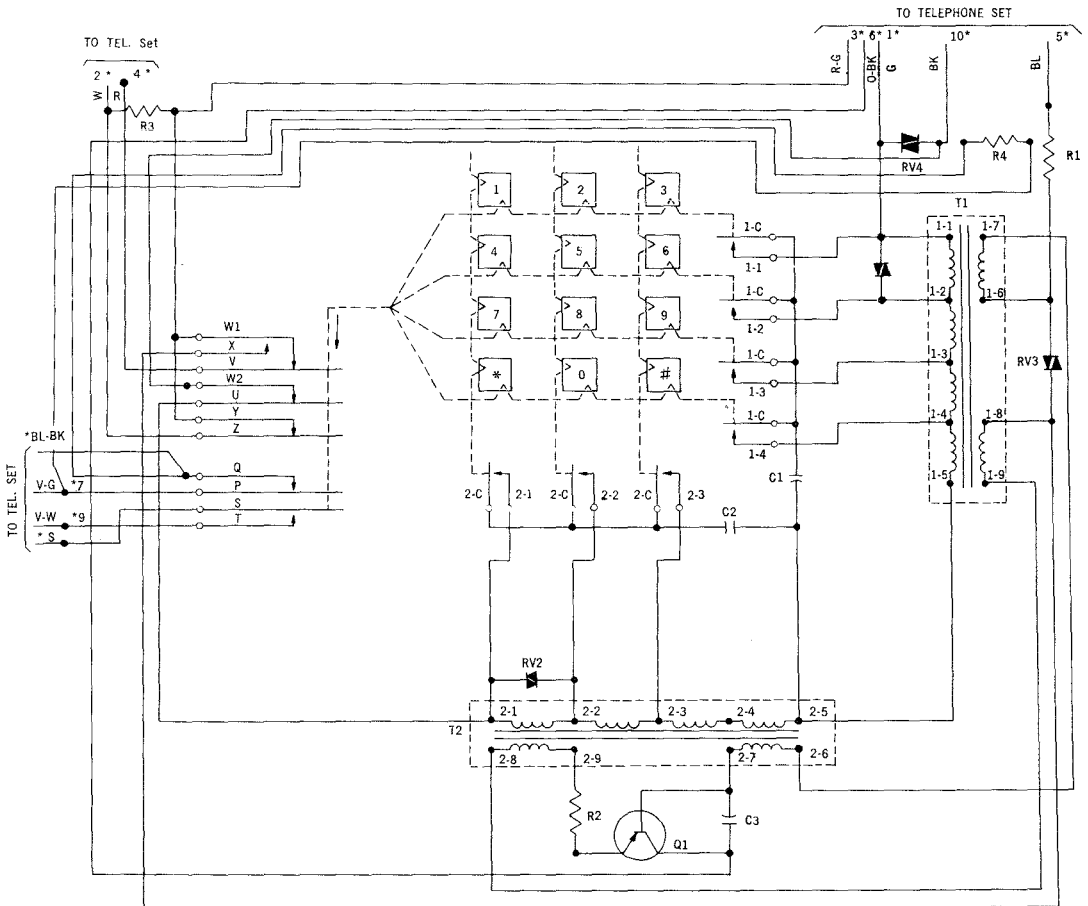 TO TELEPHONE SET
3* 6* 1* 10* 5*
R-G O-BK G BK BL
TO TEL. Set
2* 4*
W R
R3
RV4
R4
R1
T1
1 2 3
4 5 6
7 8 9
* 0 #
1-C
1-1
1-C
1-2
1-C
1-3
1-C
1-4
1-1 1-7
1-2 1-6
1-3
1-4 1-8
1-5 1-9
RV3
W1
X
V
W2
U
Y
Z
*BL-BK
Q
V-G *7 P
S
V-W *9 T
* S
TO TEL. SET
2-C 2-1 2-C 2-2 2-C 2-3
C1
C2
RV2
T2
2-1 2-2 2-3 2-4 2-5
2-8 2-9 2-7 2-6
R2
Q1
C3